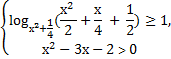 {log_{x²+1/4}(x²/2 + x/4 + 1/2) ≥ 1,
x² − 3x − 2 > 0